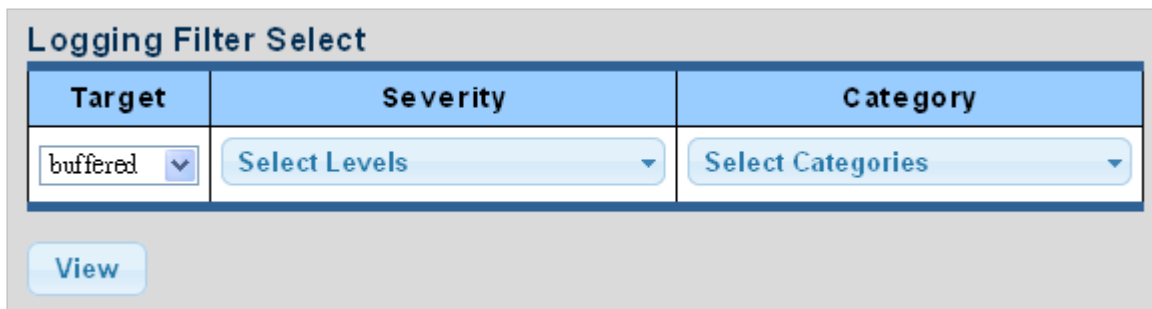 Logging Filter Select
Target Severity Category
buffered Select Levels Select Categories
View